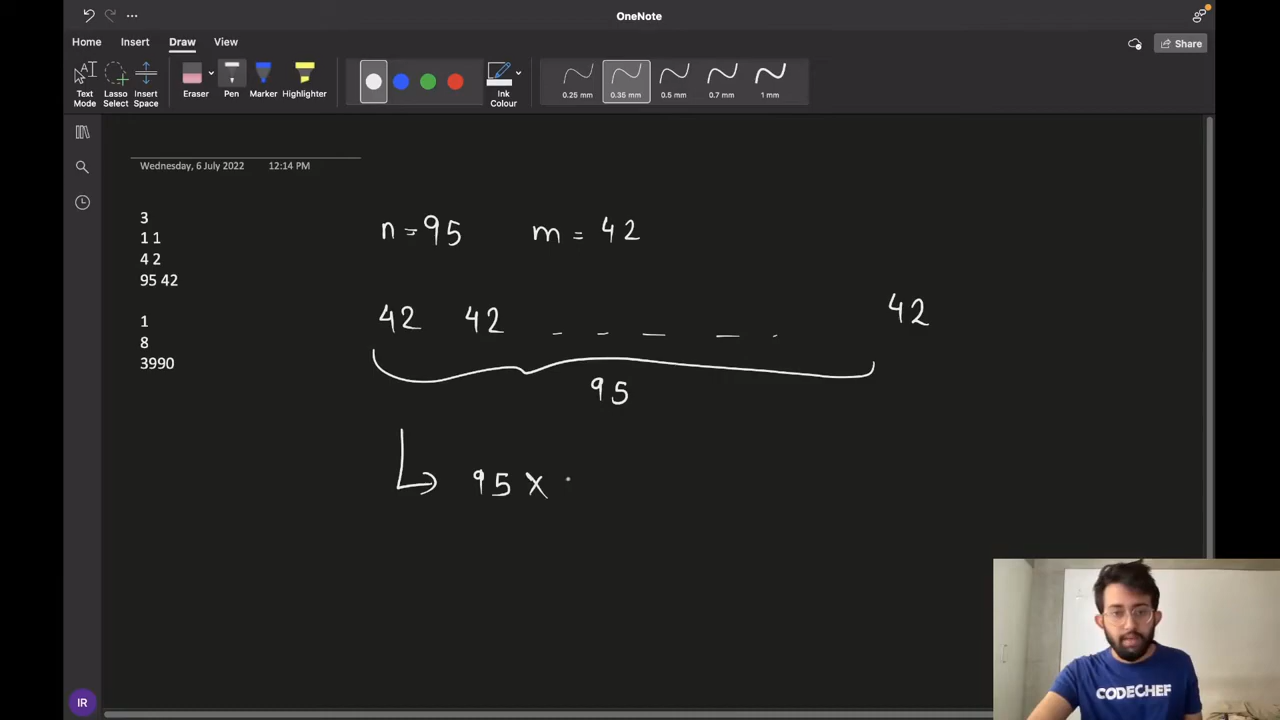 OneNote
Home Insert Draw View
Share
Text Mode Lasso Select Insert Space Eraser Pen Marker Highlighter Ink Colour 0.25 mm 0.35 mm 0.5 mm 0.7 mm 1 mm
Wednesday, 6 July 2022 12:14 PM
3
1 1
4 2
95 42
1
8
3990
n = 95 m = 42
42 42 - - - - . 42
95
95 X
IR
CODECHEF